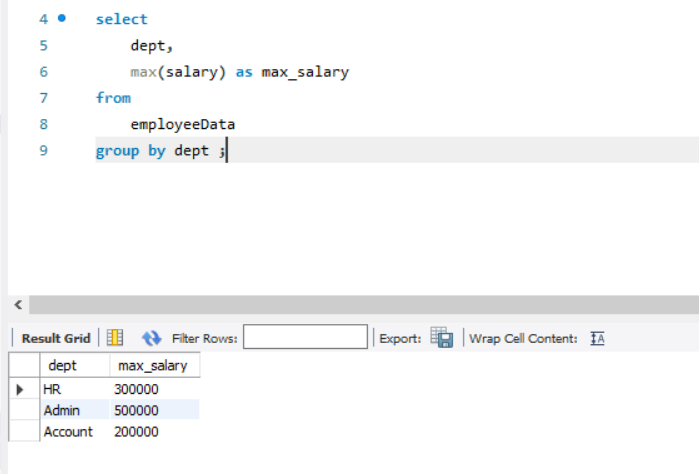 4 select
5 dept,
6 max(salary) as max_salary
7 from
8 employeeData
9 group by dept ;
Result Grid Filter Rows: Export: Wrap Cell Content: IA
dept max_salary
HR 300000
Admin 500000
Account 200000